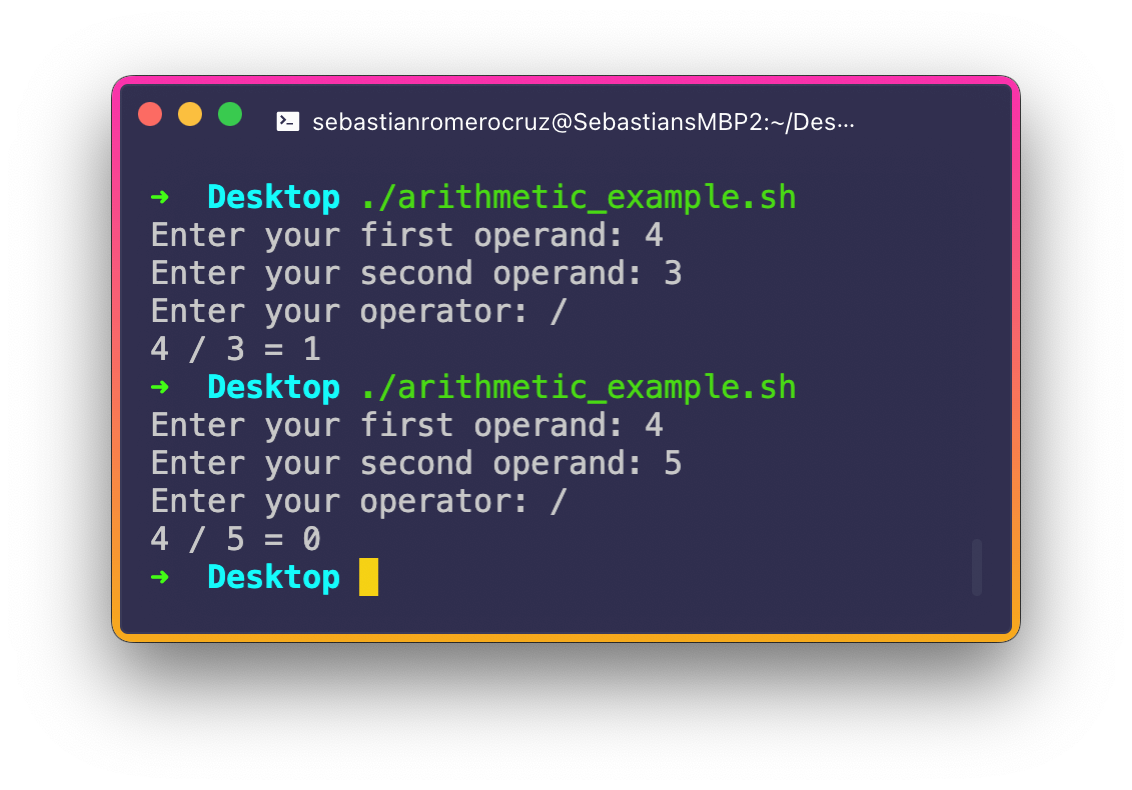 sebastianromerocruz@SebastiansMBP2:~/Des...
➜ Desktop ./arithmetic_example.sh
Enter your first operand: 4
Enter your second operand: 3
Enter your operator: /
4 / 3 = 1
➜ Desktop ./arithmetic_example.sh
Enter your first operand: 4
Enter your second operand: 5
Enter your operator: /
4 / 5 = 0
➜ Desktop